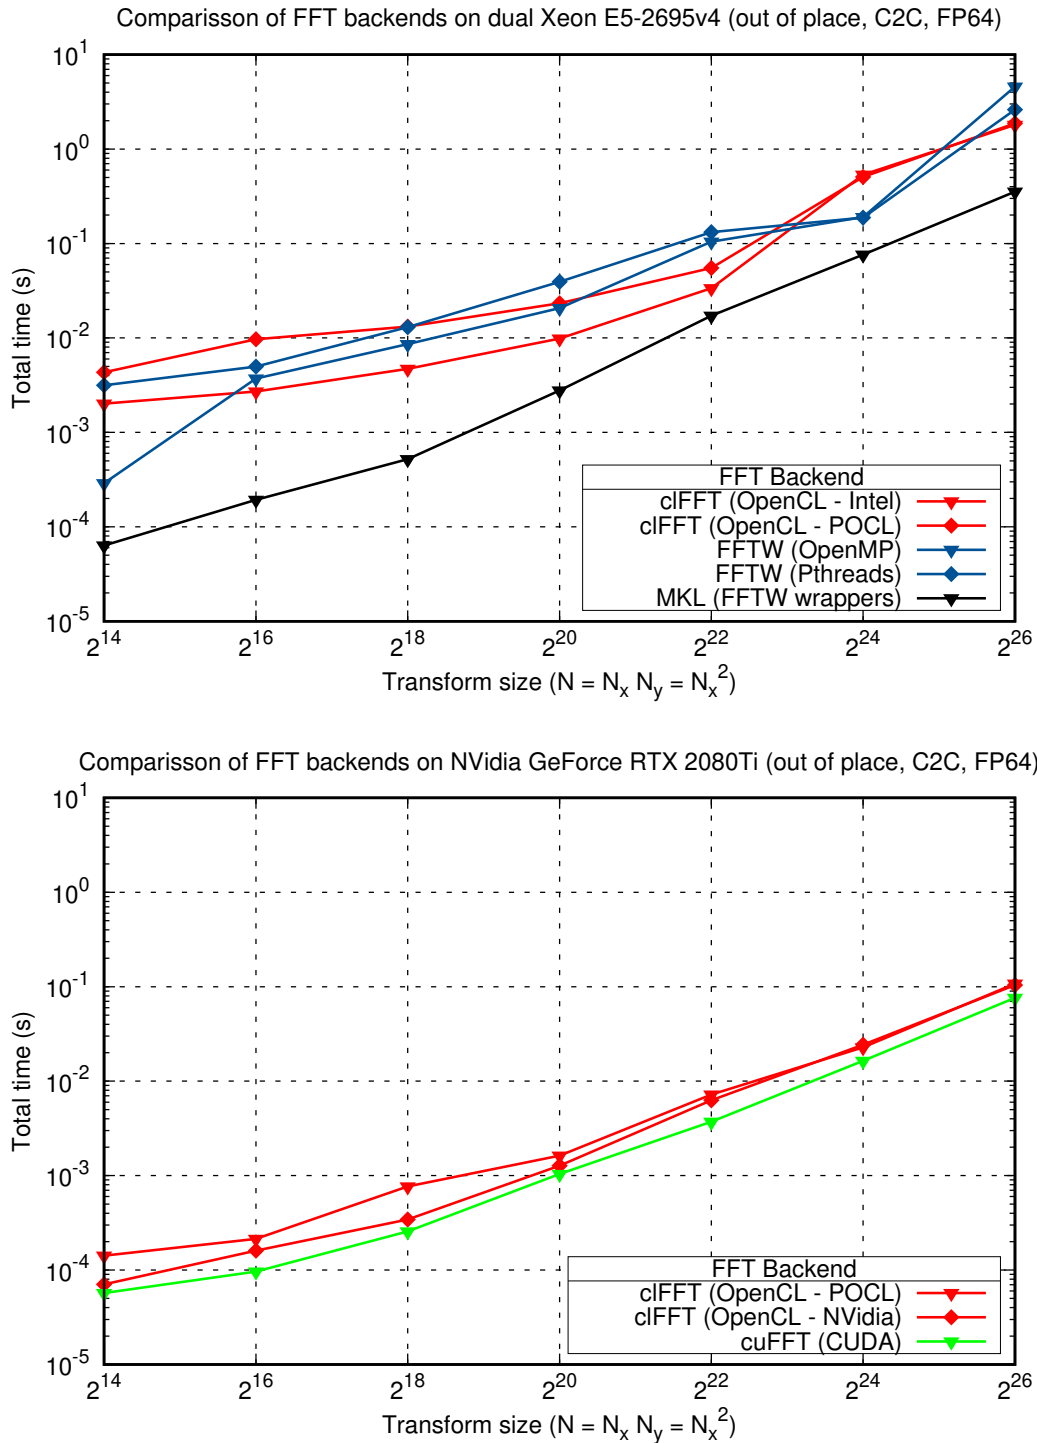 Comparisson of FFT backends on dual Xeon E5-2695v4 (out of place, C2C, FP64)
10^1
10^0
10^-1
10^-2
10^-3
10^-4
10^-5
Total time (s)
FFT Backend
clFFT (OpenCL - Intel)
clFFT (OpenCL - POCL)
FFTW (OpenMP)
FFTW (Pthreads)
MKL (FFTW wrappers)
2^14 2^16 2^18 2^20 2^22 2^24 2^26
Transform size (N = N_x N_y = N_x^2)
Comparisson of FFT backends on NVidia GeForce RTX 2080Ti (out of place, C2C, FP64)
10^1
10^0
10^-1
10^-2
10^-3
10^-4
10^-5
Total time (s)
FFT Backend
clFFT (OpenCL - POCL)
clFFT (OpenCL - NVidia)
cuFFT (CUDA)
2^14 2^16 2^18 2^20 2^22 2^24 2^26
Transform size (N = N_x N_y = N_x^2)